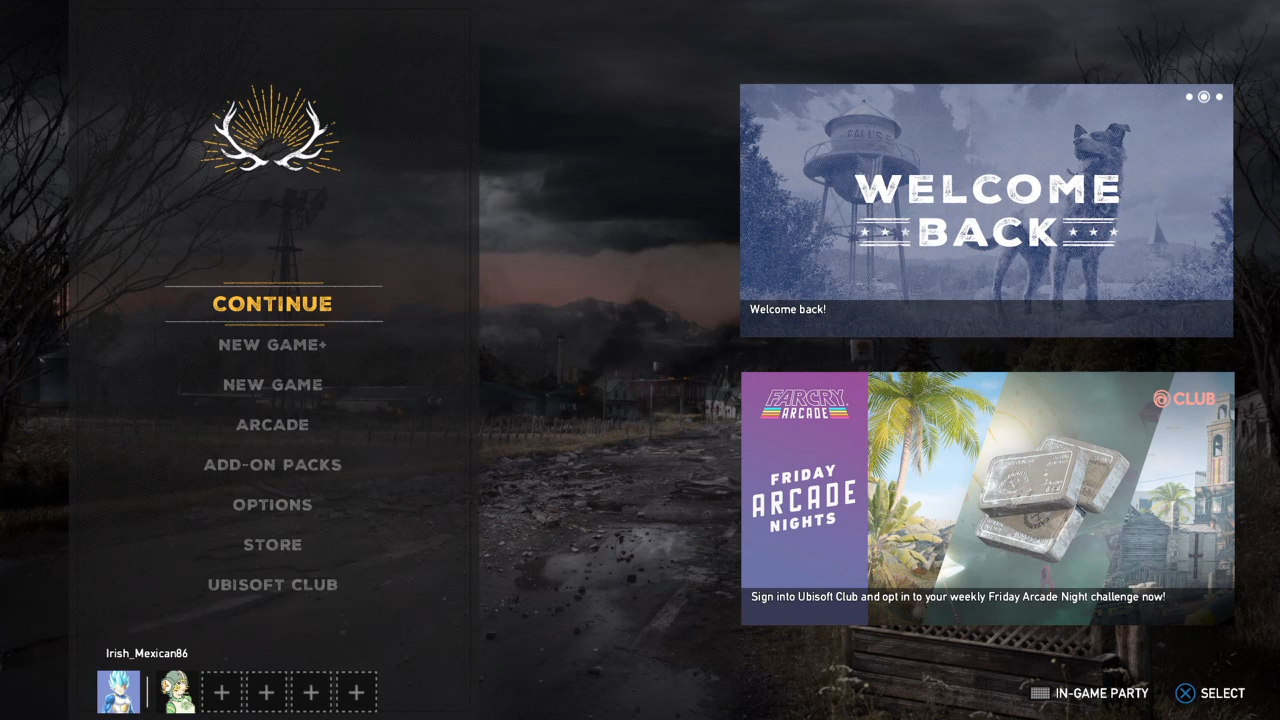 CONTINUE
NEW GAME+
NEW GAME
ARCADE
ADD-ON PACKS
OPTIONS
STORE
UBISOFT CLUB
Irish_Mexican86
WELCOME
BACK
Welcome back!
FARCRY.
ARCADE
CLUB
FRIDAY
ARCADE
NIGHTS
Sign into Ubisoft Club and opt in to your weekly Friday Arcade Night challenge now!
IN-GAME PARTY
SELECT